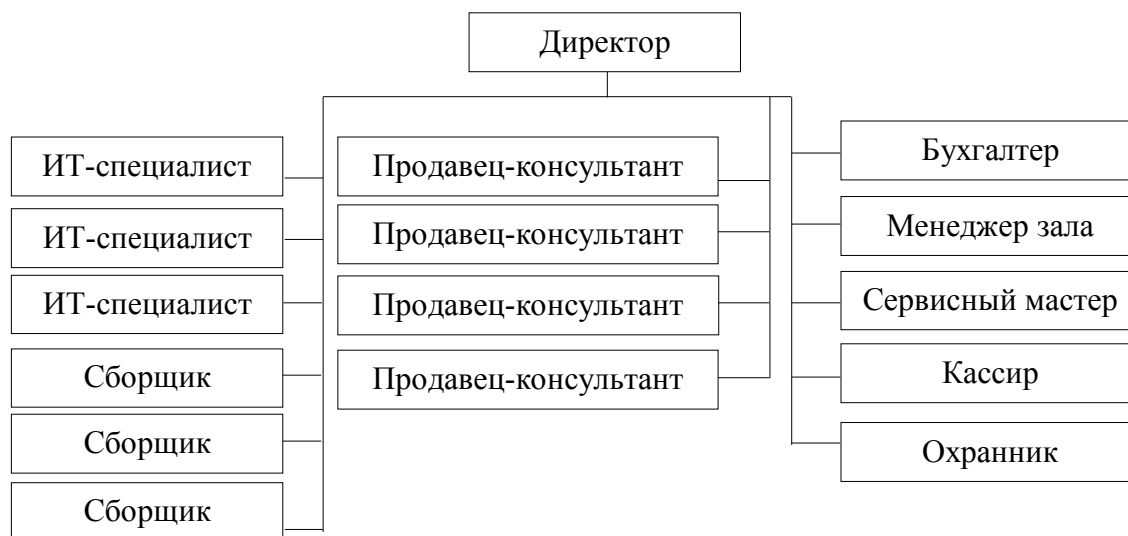 Директор
ИТ-специалист
ИТ-специалист
ИТ-специалист
Сборщик
Сборщик
Сборщик
Продавец-консультант
Продавец-консультант
Продавец-консультант
Продавец-консультант
Бухгалтер
Менеджер зала
Сервисный мастер
Кассир
Охранник